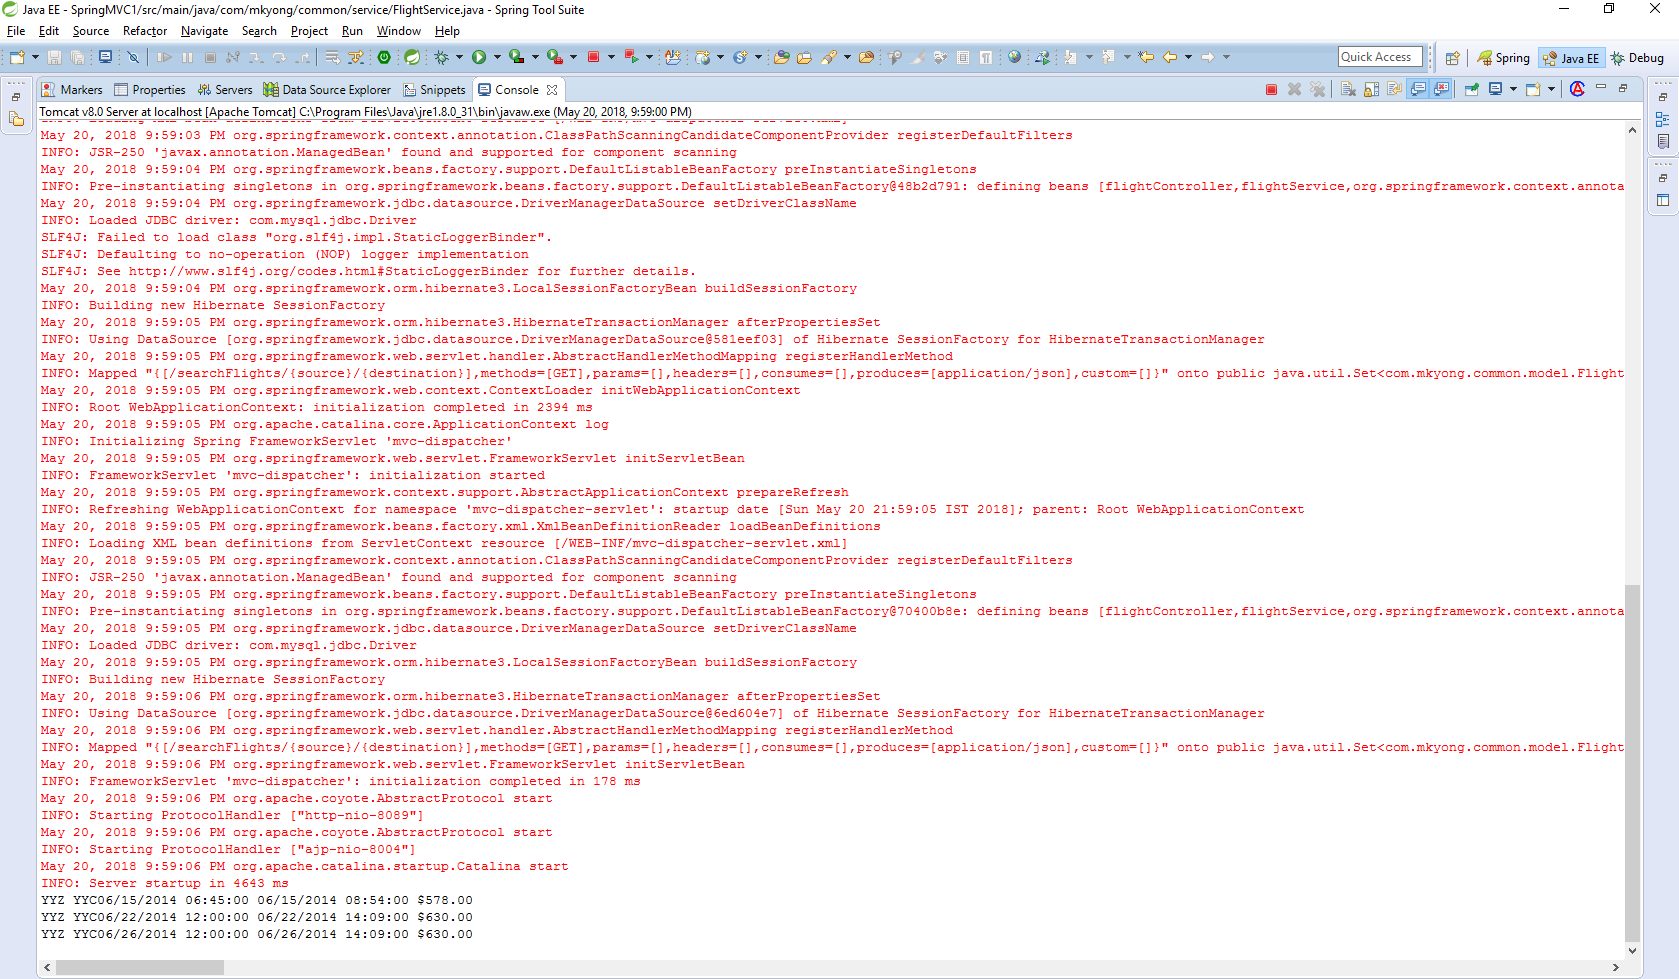 Java EE - SpringMVC1/src/main/java/com/mkyong/common/service/FlightService.java - Spring Tool Suite
File Edit Source Refactor Navigate Search Project Run Window Help
Quick Access Spring Java EE Debug
Markers Properties Servers Data Source Explorer Snippets Console
Tomcat v8.0 Server at localhost [Apache Tomcat] C:\Program Files\Java\jre1.8.0_31\bin\javaw.exe (May 20, 2018, 9:59:00 PM)
May 20, 2018 9:59:03 PM org.springframework.context.annotation.ClassPathScanningCandidateComponentProvider registerDefaultFilters
INFO: JSR-250 'javax.annotation.ManagedBean' found and supported for component scanning
May 20, 2018 9:59:04 PM org.springframework.beans.factory.support.DefaultListableBeanFactory preInstantiateSingletons
INFO: Pre-instantiating singletons in org.springframework.beans.factory.support.DefaultListableBeanFactory@48b2d791: defining beans [flightController,flightService,org.springframework.context.annota
May 20, 2018 9:59:04 PM org.springframework.jdbc.datasource.DriverManagerDataSource setDriverClassName
INFO: Loaded JDBC driver: com.mysql.jdbc.Driver
SLF4J: Failed to load class "org.slf4j.impl.StaticLoggerBinder".
SLF4J: Defaulting to no-operation (NOP) logger implementation
SLF4J: See http://www.slf4j.org/codes.html#StaticLoggerBinder for further details.
May 20, 2018 9:59:04 PM org.springframework.orm.hibernate3.LocalSessionFactoryBean buildSessionFactory
INFO: Building new Hibernate SessionFactory
May 20, 2018 9:59:05 PM org.springframework.orm.hibernate3.HibernateTransactionManager afterPropertiesSet
INFO: Using DataSource [org.springframework.jdbc.datasource.DriverManagerDataSource@581eef03] of Hibernate SessionFactory for HibernateTransactionManager
May 20, 2018 9:59:05 PM org.springframework.web.servlet.handler.AbstractHandlerMethodMapping registerHandlerMethod
INFO: Mapped "{[/searchFlights/{source}/{destination}],methods=[GET],params=[],headers=[],consumes=[],produces=[application/json],custom=[]}" onto public java.util.Set<com.mkyong.common.model.Flight
May 20, 2018 9:59:05 PM org.springframework.web.context.ContextLoader initWebApplicationContext
INFO: Root WebApplicationContext: initialization completed in 2394 ms
May 20, 2018 9:59:05 PM org.apache.catalina.core.ApplicationContext log
INFO: Initializing Spring FrameworkServlet 'mvc-dispatcher'
May 20, 2018 9:59:05 PM org.springframework.web.servlet.FrameworkServlet initServletBean
INFO: FrameworkServlet 'mvc-dispatcher': initialization started
May 20, 2018 9:59:05 PM org.springframework.context.support.AbstractApplicationContext prepareRefresh
INFO: Refreshing WebApplicationContext for namespace 'mvc-dispatcher-servlet': startup date [Sun May 20 21:59:05 IST 2018]; parent: Root WebApplicationContext
May 20, 2018 9:59:05 PM org.springframework.beans.factory.xml.XmlBeanDefinitionReader loadBeanDefinitions
INFO: Loading XML bean definitions from ServletContext resource [/WEB-INF/mvc-dispatcher-servlet.xml]
May 20, 2018 9:59:05 PM org.springframework.context.annotation.ClassPathScanningCandidateComponentProvider registerDefaultFilters
INFO: JSR-250 'javax.annotation.ManagedBean' found and supported for component scanning
May 20, 2018 9:59:05 PM org.springframework.beans.factory.support.DefaultListableBeanFactory preInstantiateSingletons
INFO: Pre-instantiating singletons in org.springframework.beans.factory.support.DefaultListableBeanFactory@70400b8e: defining beans [flightController,flightService,org.springframework.context.annota
May 20, 2018 9:59:05 PM org.springframework.jdbc.datasource.DriverManagerDataSource setDriverClassName
INFO: Loaded JDBC driver: com.mysql.jdbc.Driver
May 20, 2018 9:59:05 PM org.springframework.orm.hibernate3.LocalSessionFactoryBean buildSessionFactory
INFO: Building new Hibernate SessionFactory
May 20, 2018 9:59:06 PM org.springframework.orm.hibernate3.HibernateTransactionManager afterPropertiesSet
INFO: Using DataSource [org.springframework.jdbc.datasource.DriverManagerDataSource@6ed604e7] of Hibernate SessionFactory for HibernateTransactionManager
May 20, 2018 9:59:06 PM org.springframework.web.servlet.handler.AbstractHandlerMethodMapping registerHandlerMethod
INFO: Mapped "{[/searchFlights/{source}/{destination}],methods=[GET],params=[],headers=[],consumes=[],produces=[application/json],custom=[]}" onto public java.util.Set<com.mkyong.common.model.Flight
May 20, 2018 9:59:06 PM org.springframework.web.servlet.FrameworkServlet initServletBean
INFO: FrameworkServlet 'mvc-dispatcher': initialization completed in 178 ms
May 20, 2018 9:59:06 PM org.apache.coyote.AbstractProtocol start
INFO: Starting ProtocolHandler ["http-nio-8089"]
May 20, 2018 9:59:06 PM org.apache.coyote.AbstractProtocol start
INFO: Starting ProtocolHandler ["ajp-nio-8004"]
May 20, 2018 9:59:06 PM org.apache.catalina.startup.Catalina start
INFO: Server startup in 4643 ms
YYZ YYC06/15/2014 06:45:00 06/15/2014 08:54:00 $578.00
YYZ YYC06/22/2014 12:00:00 06/22/2014 14:09:00 $630.00
YYZ YYC06/26/2014 12:00:00 06/26/2014 14:09:00 $630.00